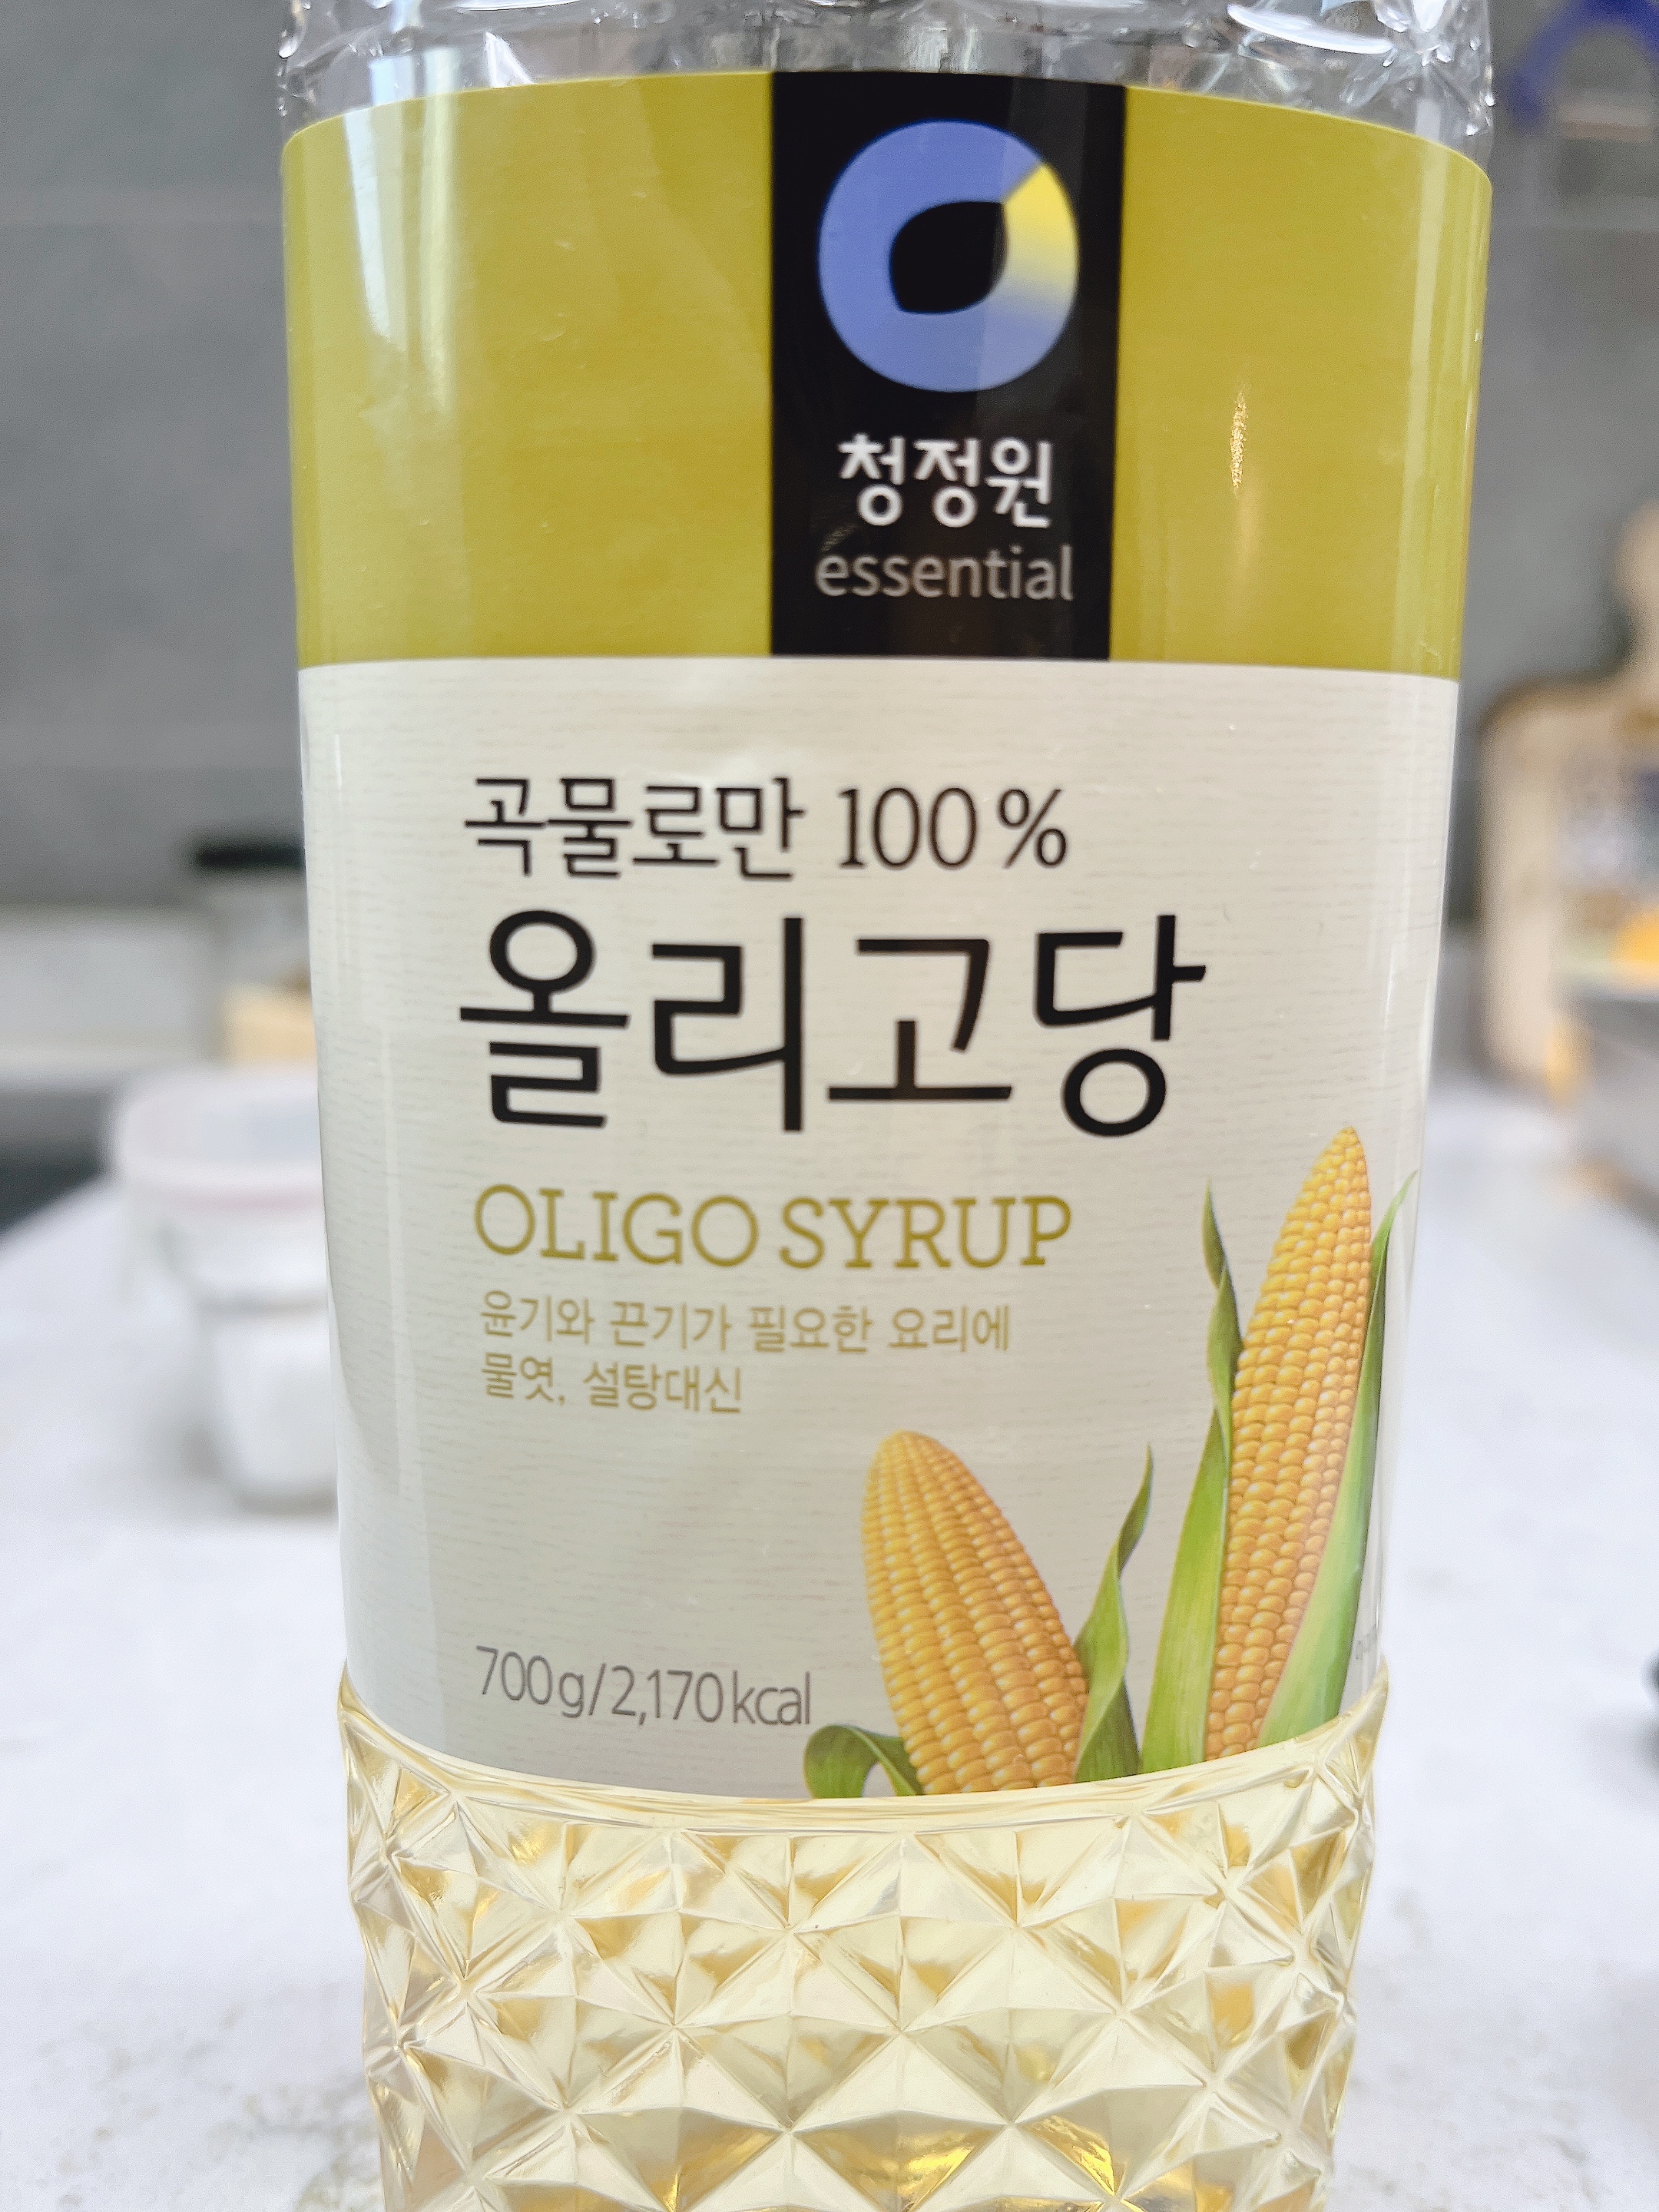 청정원
essential
곡물로만 100%
올리고당
OLIGO SYRUP
윤기와 끈기가 필요한 요리에
물엿, 설탕대신
700g/2,170kcal